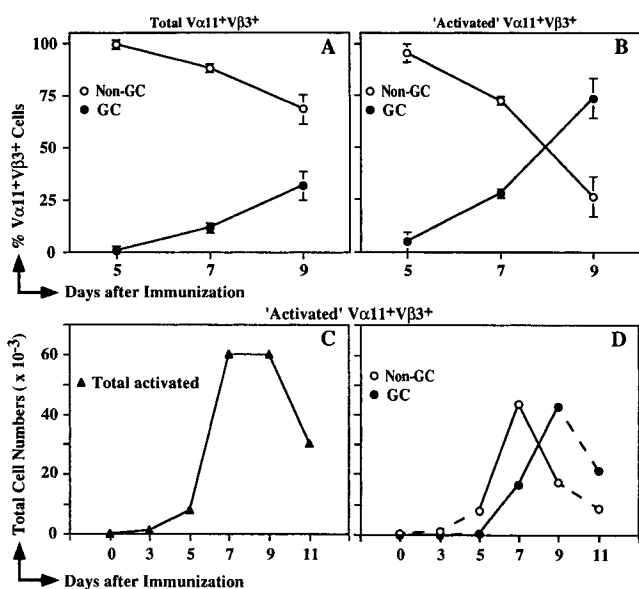 Total Vα11+Vβ3+
'Activated' Vα11+Vβ3+
A
B
% Vα11+Vβ3+ Cells
100
75
50
25
0
Non-GC
GC
Non-GC
GC
5 7 9
5 7 9
Days after Immunization
'Activated' Vα11+Vβ3+
C
D
Total Cell Numbers ( x 10-3)
60
40
20
0
Total activated
Non-GC
GC
0 3 5 7 9 11
0 3 5 7 9 11
Days after Immunization